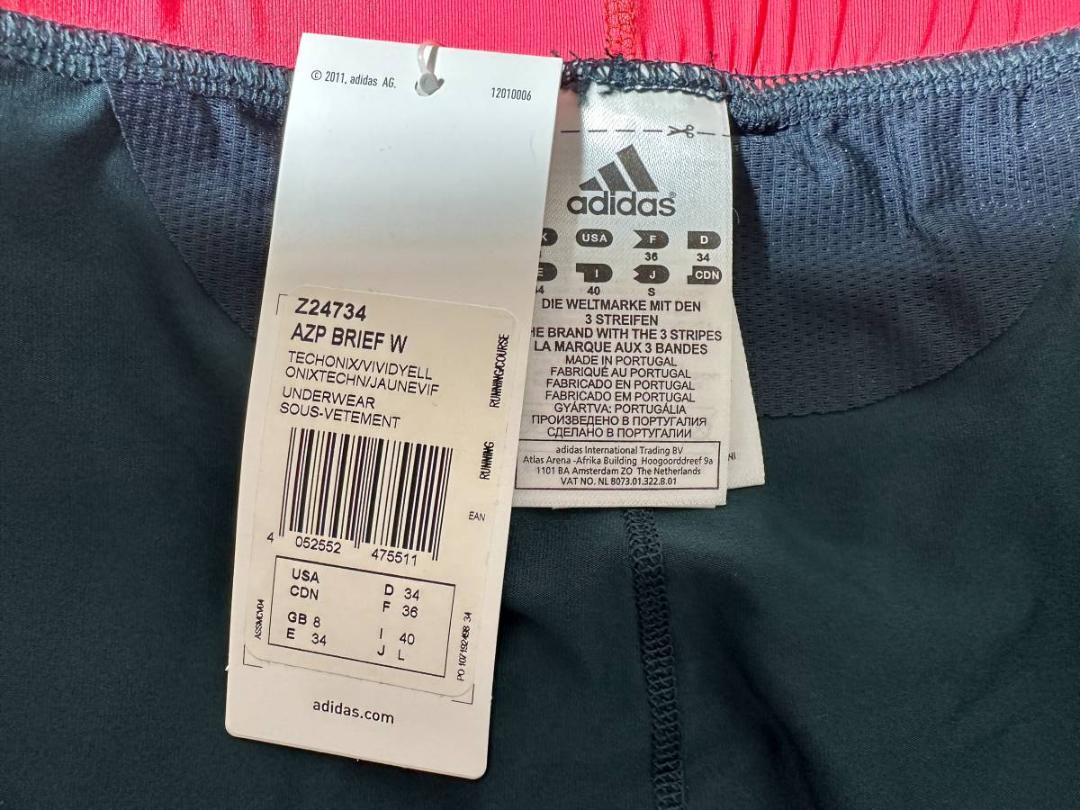 © 2011, adidas AG.
12010006
Z24734
AZP BRIEF W
TECHONIX/VIVIDYELL
ONIXTECHN/JAUNEVIF
UNDERWEAR
SOUS-VETEMENT
RUNNING/COURSE
RUNNING
EAN
4 052552 475511
USA D 34
CDN F 36
GB 8 I 40
E 34 J L
adidas.com
adidas
USA F D
36 34
I J CDN
40 S
DIE WELTMARKE MIT DEN
3 STREIFEN
THE BRAND WITH THE 3 STRIPES
LA MARQUE AUX 3 BANDES
MADE IN PORTUGAL
FABRIQUÉ AU PORTUGAL
FABRICADO EN PORTUGAL
FABRICADO EM PORTUGAL
GYÁRTVA: PORTUGÁLIA
ПРОИЗВЕДЕНО В ПОРТУГАЛИЯ
СДЕЛАНО В ПОРТУГАЛИИ
adidas International Trading BV
Atlas Arena -Afrika Building Hoogoorddreef 9a
1101 BA Amsterdam ZO The Netherlands
VAT NO. NL 8073.01.322.8.01